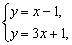 y = x − 1,
y = 3x + 1,